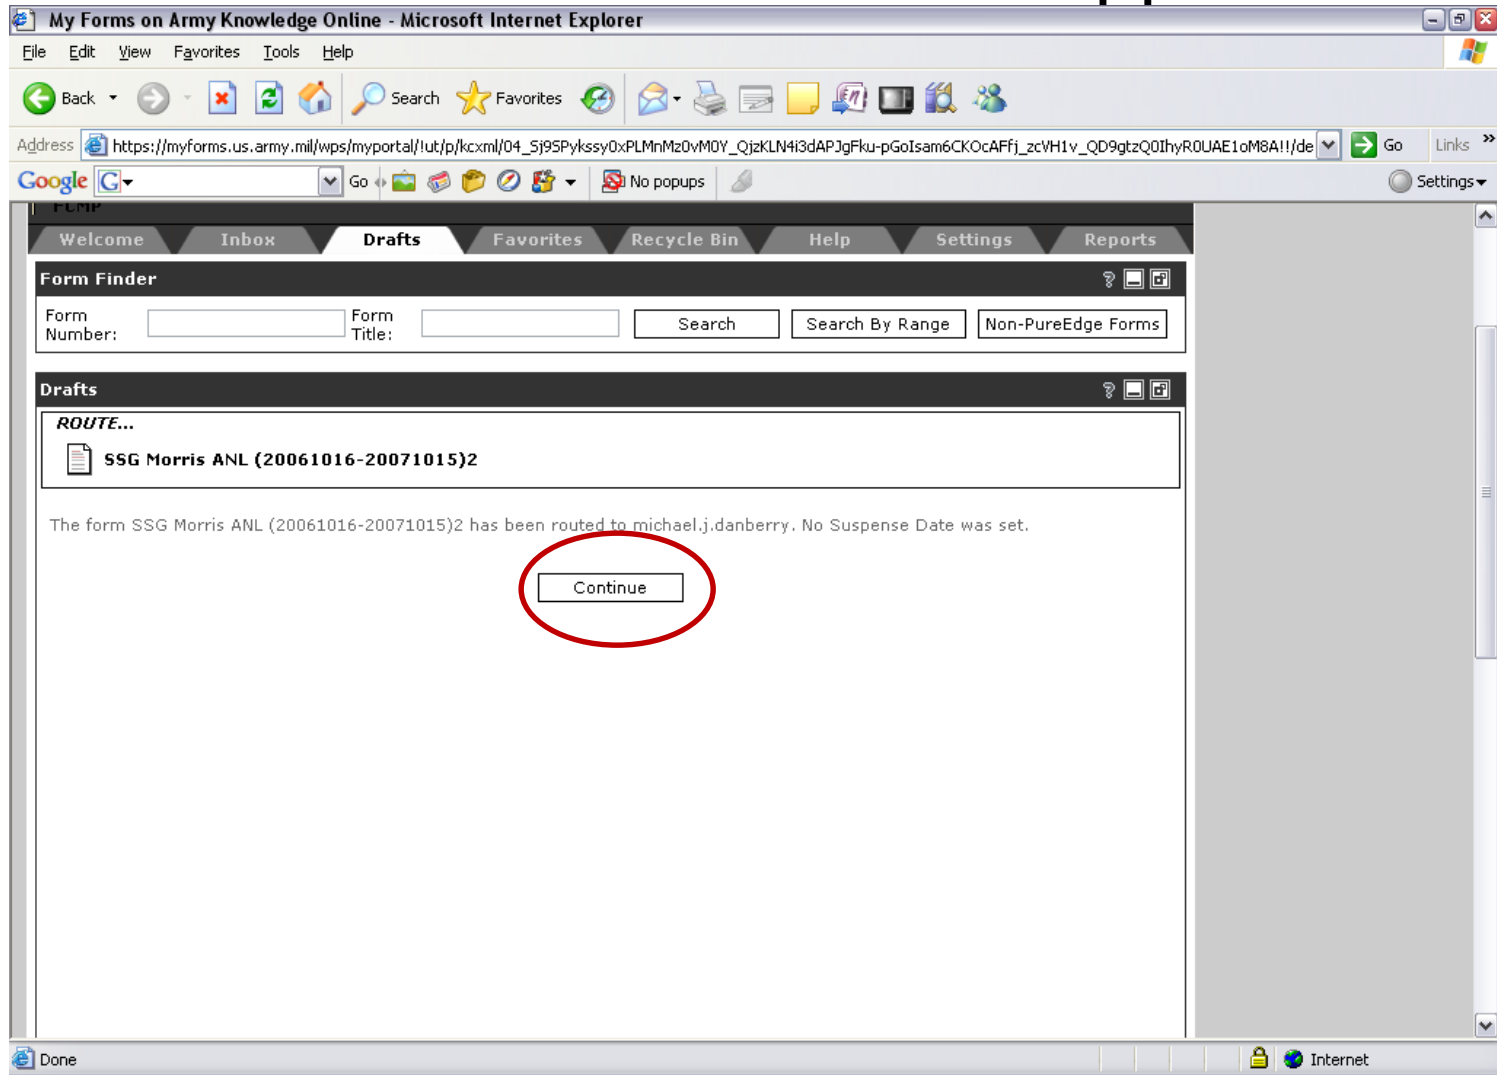 My Forms on Army Knowledge Online - Microsoft Internet Explorer
File Edit View Favorites Tools Help
Back Search Favorites
Address https://myforms.us.army.mil/wps/myportal/!ut/p/kcxml/04_Sj9SPykssy0xPLMnMz0vM0Y_QjzKLN4i3dAPJgFku-pGoIsam6CKOcAFfj_zcVH1v_QD9gtzQ0IhyR0UAE1oM8A!!/de Go Links »
Google G Go No popups Settings
FCMP
Welcome Inbox Drafts Favorites Recycle Bin Help Settings Reports
Form Finder ?
Form Number: Form Title: Search Search By Range Non-PureEdge Forms
Drafts ?
ROUTE...
SSG Morris ANL (20061016-20071015)2
The form SSG Morris ANL (20061016-20071015)2 has been routed to michael.j.danberry. No Suspense Date was set.
Continue
Done Internet